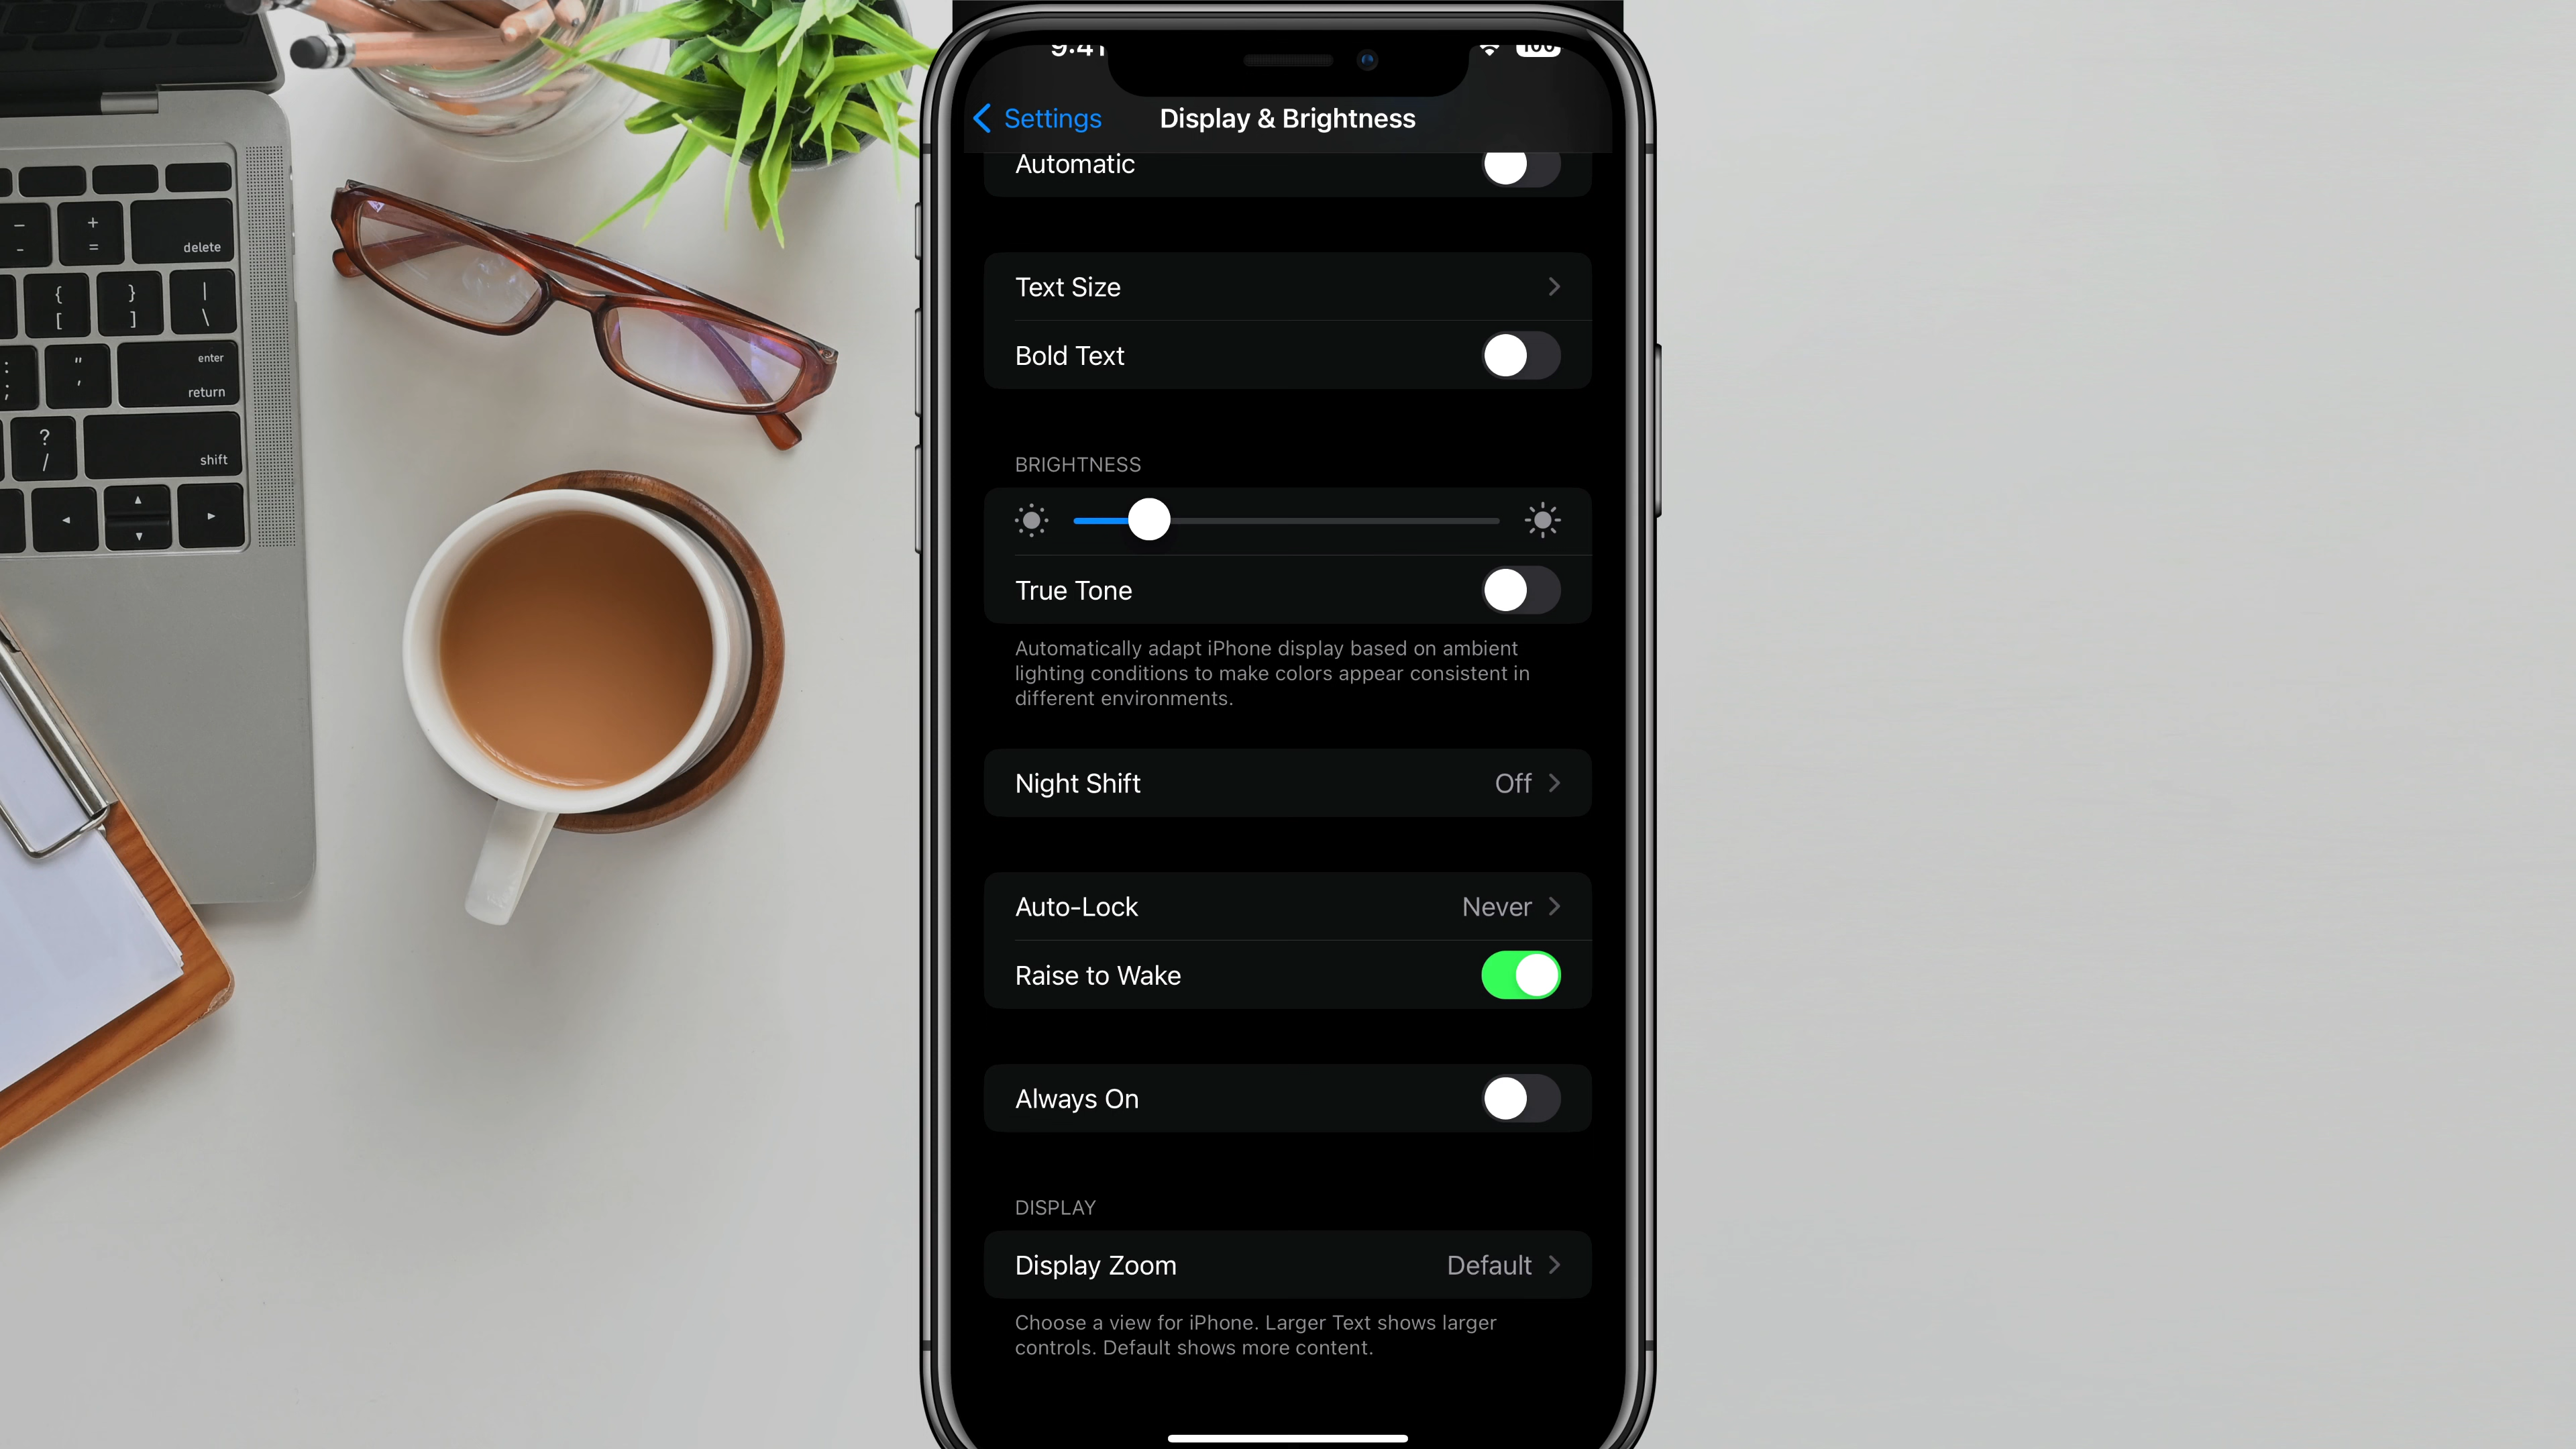 9:41
100
Settings
Display & Brightness
Automatic
Text Size
Bold Text
BRIGHTNESS
True Tone
Automatically adapt iPhone display based on ambient
lighting conditions to make colors appear consistent in
different environments.
Night Shift
Off
Auto-Lock
Never
Raise to Wake
Always On
DISPLAY
Display Zoom
Default
Choose a view for iPhone. Larger Text shows larger
controls. Default shows more content.
– +
- = delete
{ } |
[ ] \
: " enter
; ' return
? shift
/